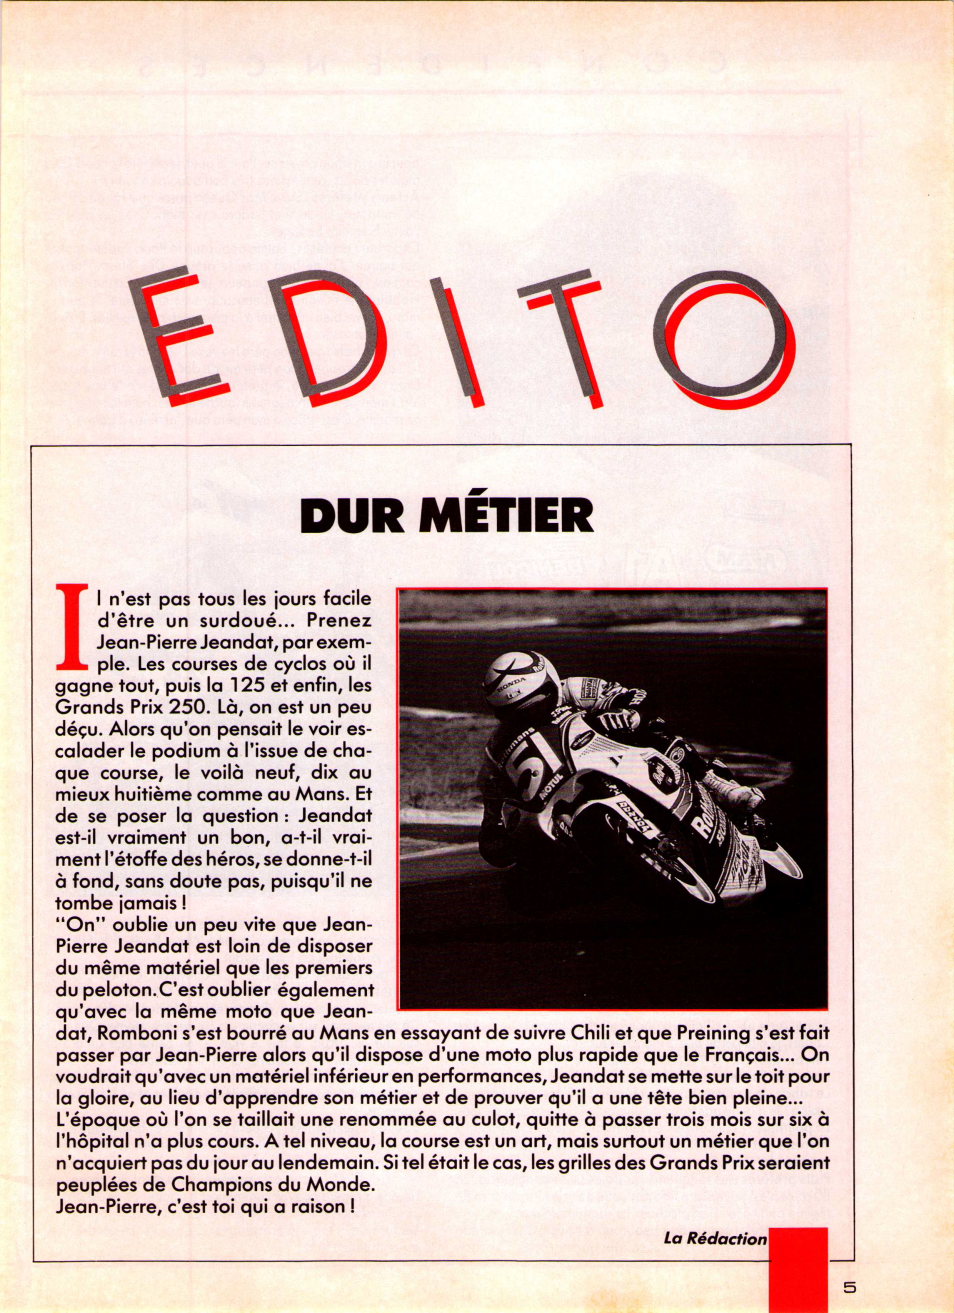 EDITO
DUR MÉTIER
Il n'est pas tous les jours facile
d'être un surdoué... Prenez
Jean-Pierre Jeandat, par exem-
ple. Les courses de cyclos où il
gagne tout, puis la 125 et enfin, les
Grands Prix 250. Là, on est un peu
déçu. Alors qu'on pensait le voir es-
calader le podium à l'issue de cha-
que course, le voilà neuf, dix au
mieux huitième comme au Mans. Et
de se poser la question : Jeandat
est-il vraiment un bon, a-t-il vrai-
ment l'étoffe des héros, se donne-t-il
à fond, sans doute pas, puisqu'il ne
tombe jamais !
"On" oublie un peu vite que Jean-
Pierre Jeandat est loin de disposer
du même matériel que les premiers
du peloton. C'est oublier également
qu'avec la même moto que Jean-
dat, Romboni s'est bourré au Mans en essayant de suivre Chili et que Preining s'est fait
passer par Jean-Pierre alors qu'il dispose d'une moto plus rapide que le Français... On
voudrait qu'avec un matériel inférieur en performances, Jeandat se mette sur le toit pour
la gloire, au lieu d'apprendre son métier et de prouver qu'il a une tête bien pleine...
L'époque où l'on se taillait une renommée au culot, quitte à passer trois mois sur six à
l'hôpital n'a plus cours. A tel niveau, la course est un art, mais surtout un métier que l'on
n'acquiert pas du jour au lendemain. Si tel était le cas, les grilles des Grands Prix seraient
peuplées de Champions du Monde.
Jean-Pierre, c'est toi qui a raison !
HONDA
51
MOTUL
La Rédaction
5